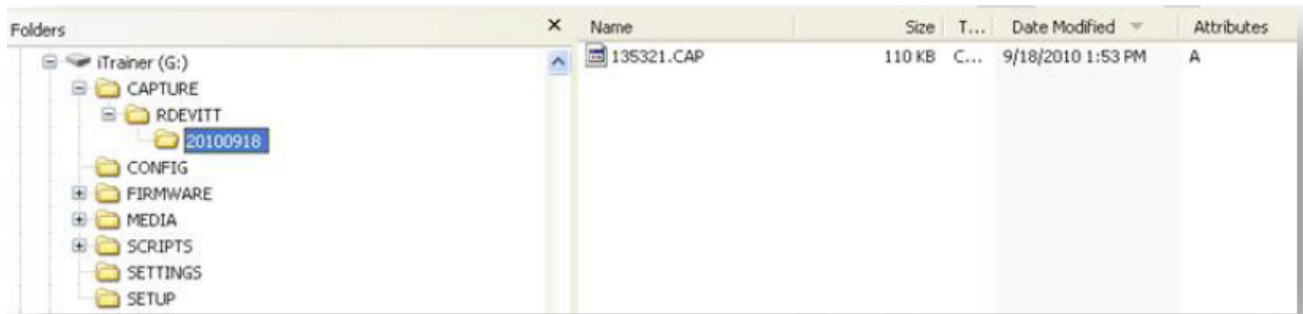 Folders × Name Size T... Date Modified Attributes
iTrainer (G:)
CAPTURE
RDEVITT
20100918
CONFIG
FIRMWARE
MEDIA
SCRIPTS
SETTINGS
SETUP
135321.CAP 110 KB C... 9/18/2010 1:53 PM A